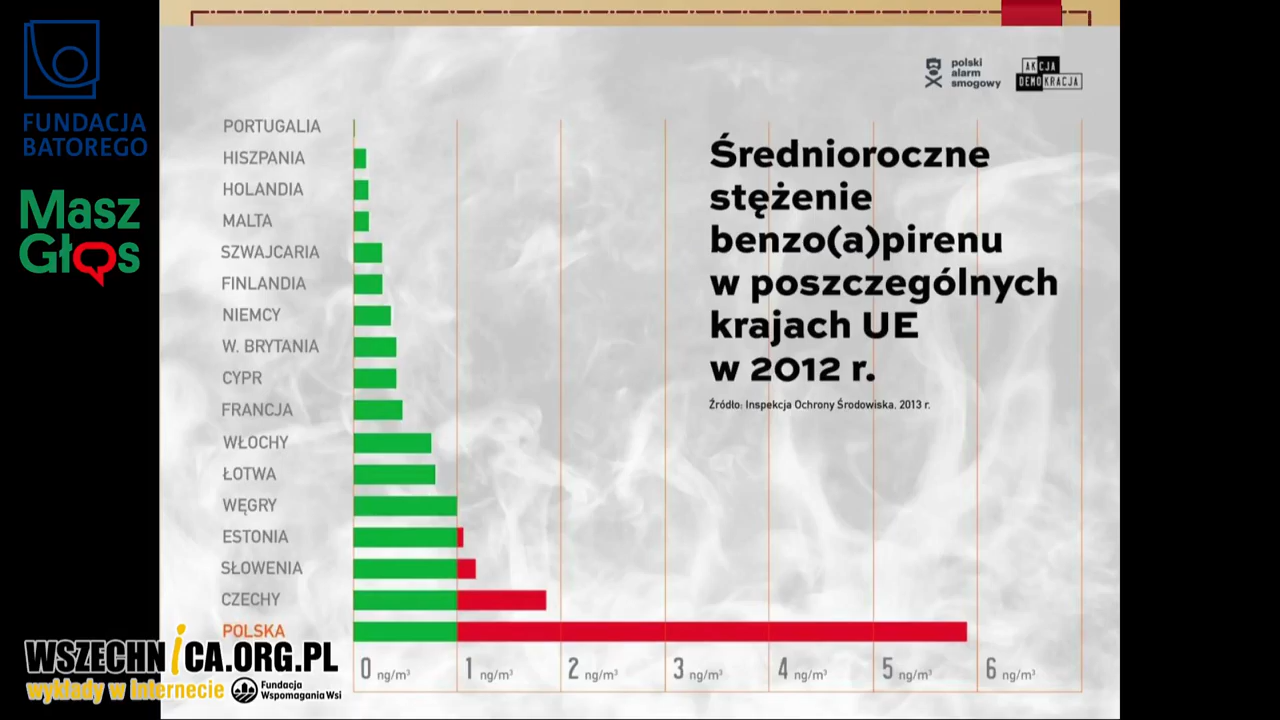 FUNDACJA
BATOREGO
Masz
Głos
polski
alarm
smogowy
AKCJA
DEMOKRACJA
Średnioroczne
stężenie
benzo(a)pirenu
w poszczególnych
krajach UE
w 2012 r.
Źródło: Inspekcja Ochrony Środowiska, 2013 r.
PORTUGALIA
HISZPANIA
HOLANDIA
MALTA
SZWAJCARIA
FINLANDIA
NIEMCY
W. BRYTANIA
CYPR
FRANCJA
WŁOCHY
ŁOTWA
WĘGRY
ESTONIA
SŁOWENIA
CZECHY
POLSKA
0 ng/m³ 1 ng/m³ 2 ng/m³ 3 ng/m³ 4 ng/m³ 5 ng/m³ 6 ng/m³
WSZECHNiCA.ORG.PL
wykłady w internecie
Fundacja
Wspomagania Wsi